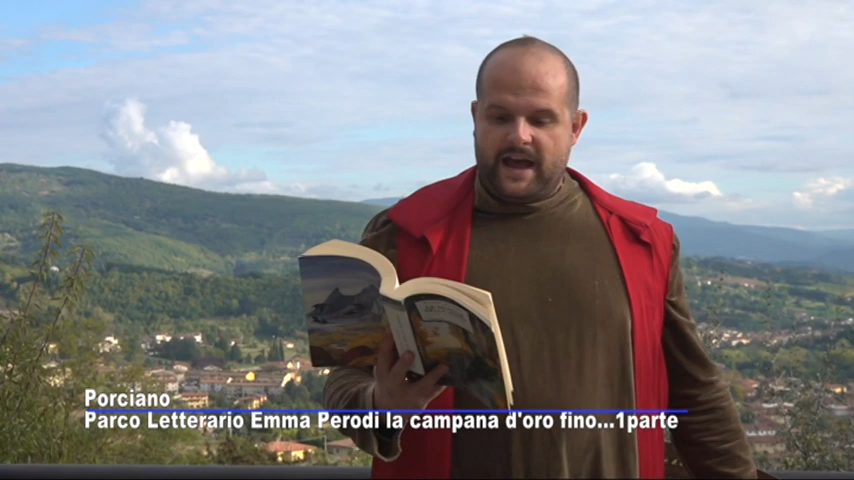 Porciano
Parco Letterario Emma Perodi la campana d'oro fino...1parte